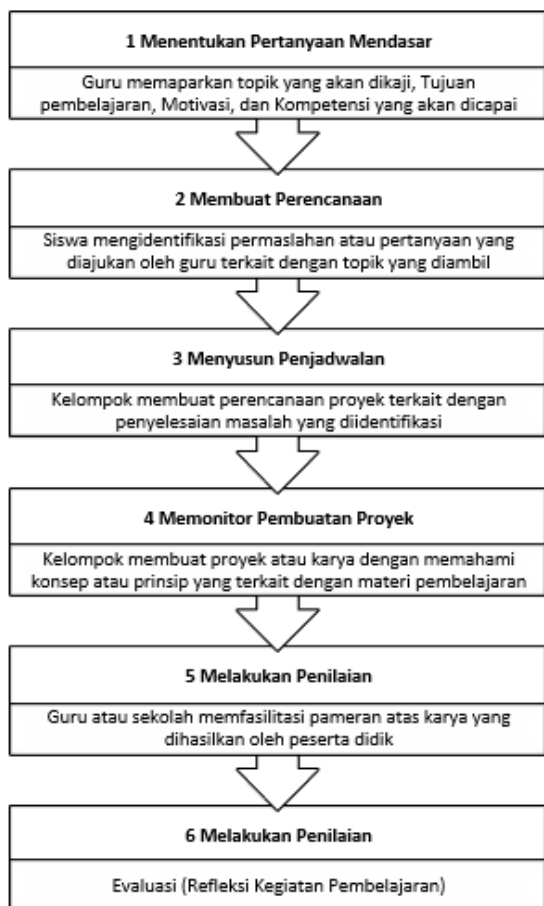 1 Menentukan Pertanyaan Mendasar
Guru memaparkan topik yang akan dikaji, Tujuan
pembelajaran, Motivasi, dan Kompetensi yang akan dicapai
2 Membuat Perencanaan
Siswa mengidentifikasi permaslahan atau pertanyaan yang
diajukan oleh guru terkait dengan topik yang diambil
3 Menyusun Penjadwalan
Kelompok membuat perencanaan proyek terkait dengan
penyelesaian masalah yang diidentifikasi
4 Memonitor Pembuatan Proyek
Kelompok membuat proyek atau karya dengan memahami
konsep atau prinsip yang terkait dengan materi pembelajaran
5 Melakukan Penilaian
Guru atau sekolah memfasilitasi pameran atas karya yang
dihasilkan oleh peserta didik
6 Melakukan Penilaian
Evaluasi (Refleksi Kegiatan Pembelajaran)